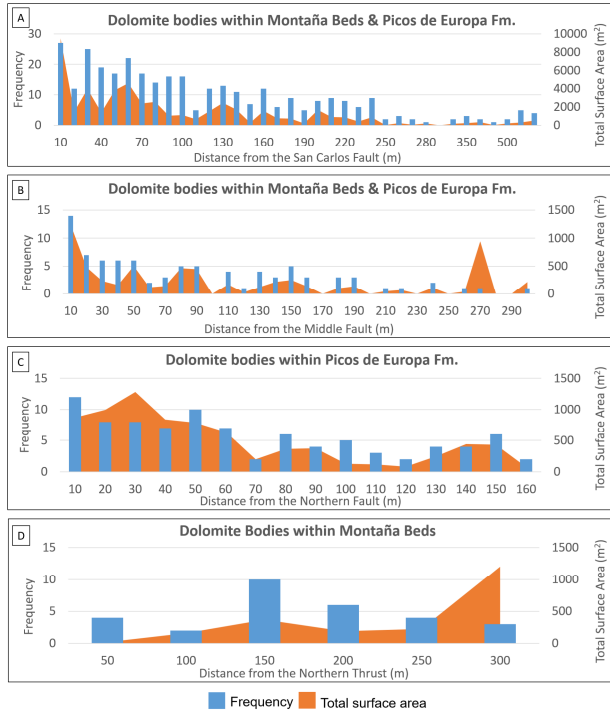 A
Dolomite bodies within Montaña Beds & Picos de Europa Fm.
30 10000
8000
20 6000
10 4000
2000
0 0
Frequency
Total Surface Area (m²)
10 40 70 100 130 160 190 220 250 280 350 500
Distance from the San Carlos Fault (m)
B
Dolomite bodies within Montaña Beds & Picos de Europa Fm.
15 1500
10 1000
5 500
0 0
Frequency
Total Surface Area (m²)
10 30 50 70 90 110 130 150 170 190 210 230 250 270 290
Distance from the Middle Fault (m)
C
Dolomite bodies within Picos de Europa Fm.
15 1500
10 1000
5 500
0 0
Frequency
Total Surface Area (m²)
10 20 30 40 50 60 70 80 90 100 110 120 130 140 150 160
Distance from the Northern Fault (m)
D
Dolomite Bodies within Montaña Beds
15 1500
10 1000
5 500
0 0
Frequency
Total Surface Area (m²)
50 100 150 200 250 300
Distance from the Northern Thrust (m)
Frequency Total surface area